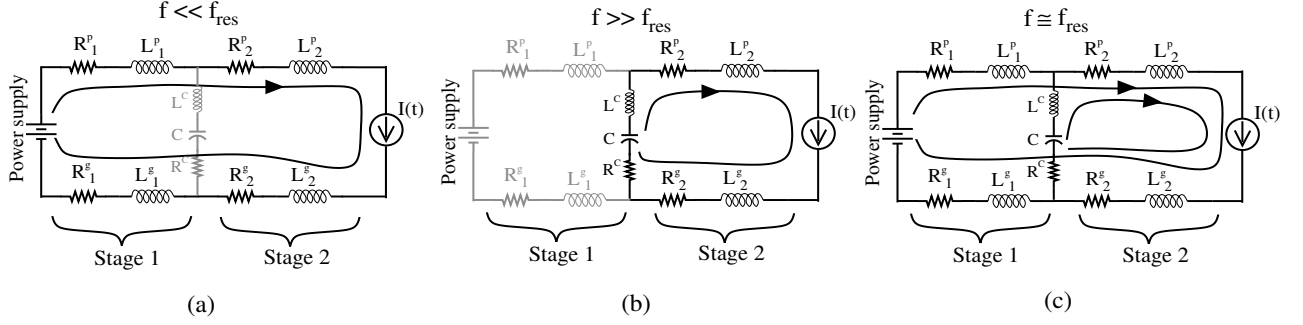 f << f_res
R^p_1 L^p_1 R^p_2 L^p_2
Power supply
L^C
C
R^C
I(t)
R^g_1 L^g_1 R^g_2 L^g_2
Stage 1 Stage 2
(a)
f >> f_res
R^p_1 L^p_1 R^p_2 L^p_2
Power supply
L^C
C
R^C
I(t)
R^g_1 L^g_1 R^g_2 L^g_2
Stage 1 Stage 2
(b)
f ≅ f_res
R^p_1 L^p_1 R^p_2 L^p_2
Power supply
L^C
C
R^C
I(t)
R^g_1 L^g_1 R^g_2 L^g_2
Stage 1 Stage 2
(c)